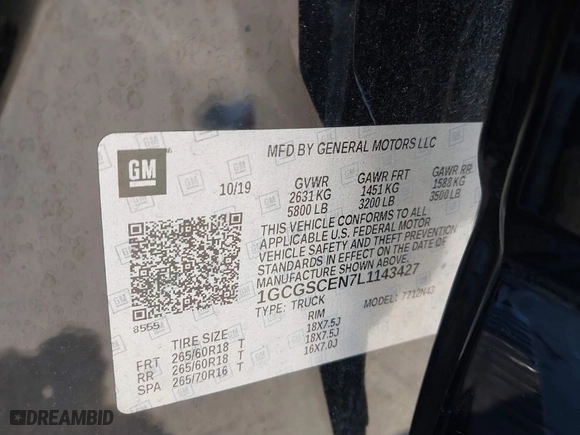 GM
MFD BY GENERAL MOTORS LLC
10/19
GVWR GAWR FRT GAWR RR
2631 KG 1451 KG 1588 KG
5800 LB 3200 LB 3500 LB
THIS VEHICLE CONFORMS TO ALL
APPLICABLE U.S. FEDERAL MOTOR
VEHICLE SAFETY AND THEFT PREVENTION
STANDARDS IN EFFECT ON THE DATE OF
MANUFACTURE SHOWN ABOVE.
1GCGSCEN7L1143427
TYPE: TRUCK MODEL: 7712N43
8555
TIRE SIZE RIM
FRT 265/60R18 T 18X7.5J
RR 265/60R18 T 18X7.5J
SPA 265/70R16 T 16X7.0J
DREAMBID